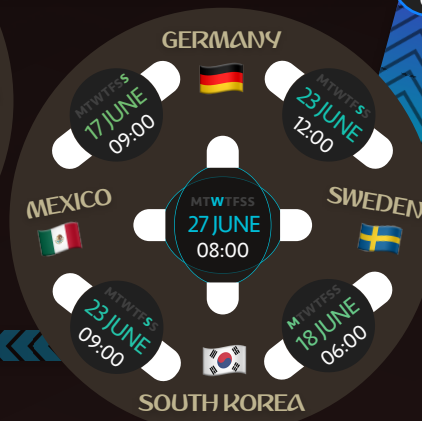 GERMANY
MTWTFSS
17 JUNE
09:00
MTWTFSS
23 JUNE
12:00
MEXICO
MTWTFSS
27 JUNE
08:00
SWEDEN
MTWTFSS
23 JUNE
09:00
MTWTFSS
18 JUNE
06:00
SOUTH KOREA